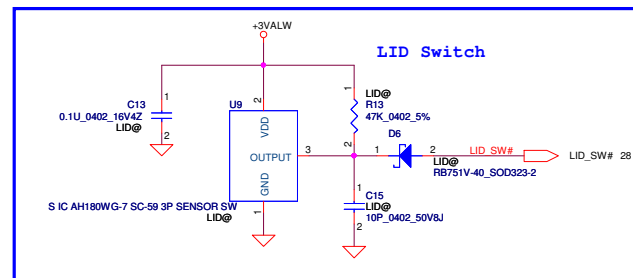 +3VALW
LID Switch
1
C13
0.1U_0402_16V4Z
LID@
2
U9
2
VDD
OUTPUT
3
GND
1
S IC AH180WG-7 SC-59 3P SENSOR SW
LID@
1
LID@
R13
47K_0402_5%
2
D6
1
2
LID@
RB751V-40_SOD323-2
LID_SW#
LID_SW# 28
1
C15
LID@
10P_0402_50V8J
2